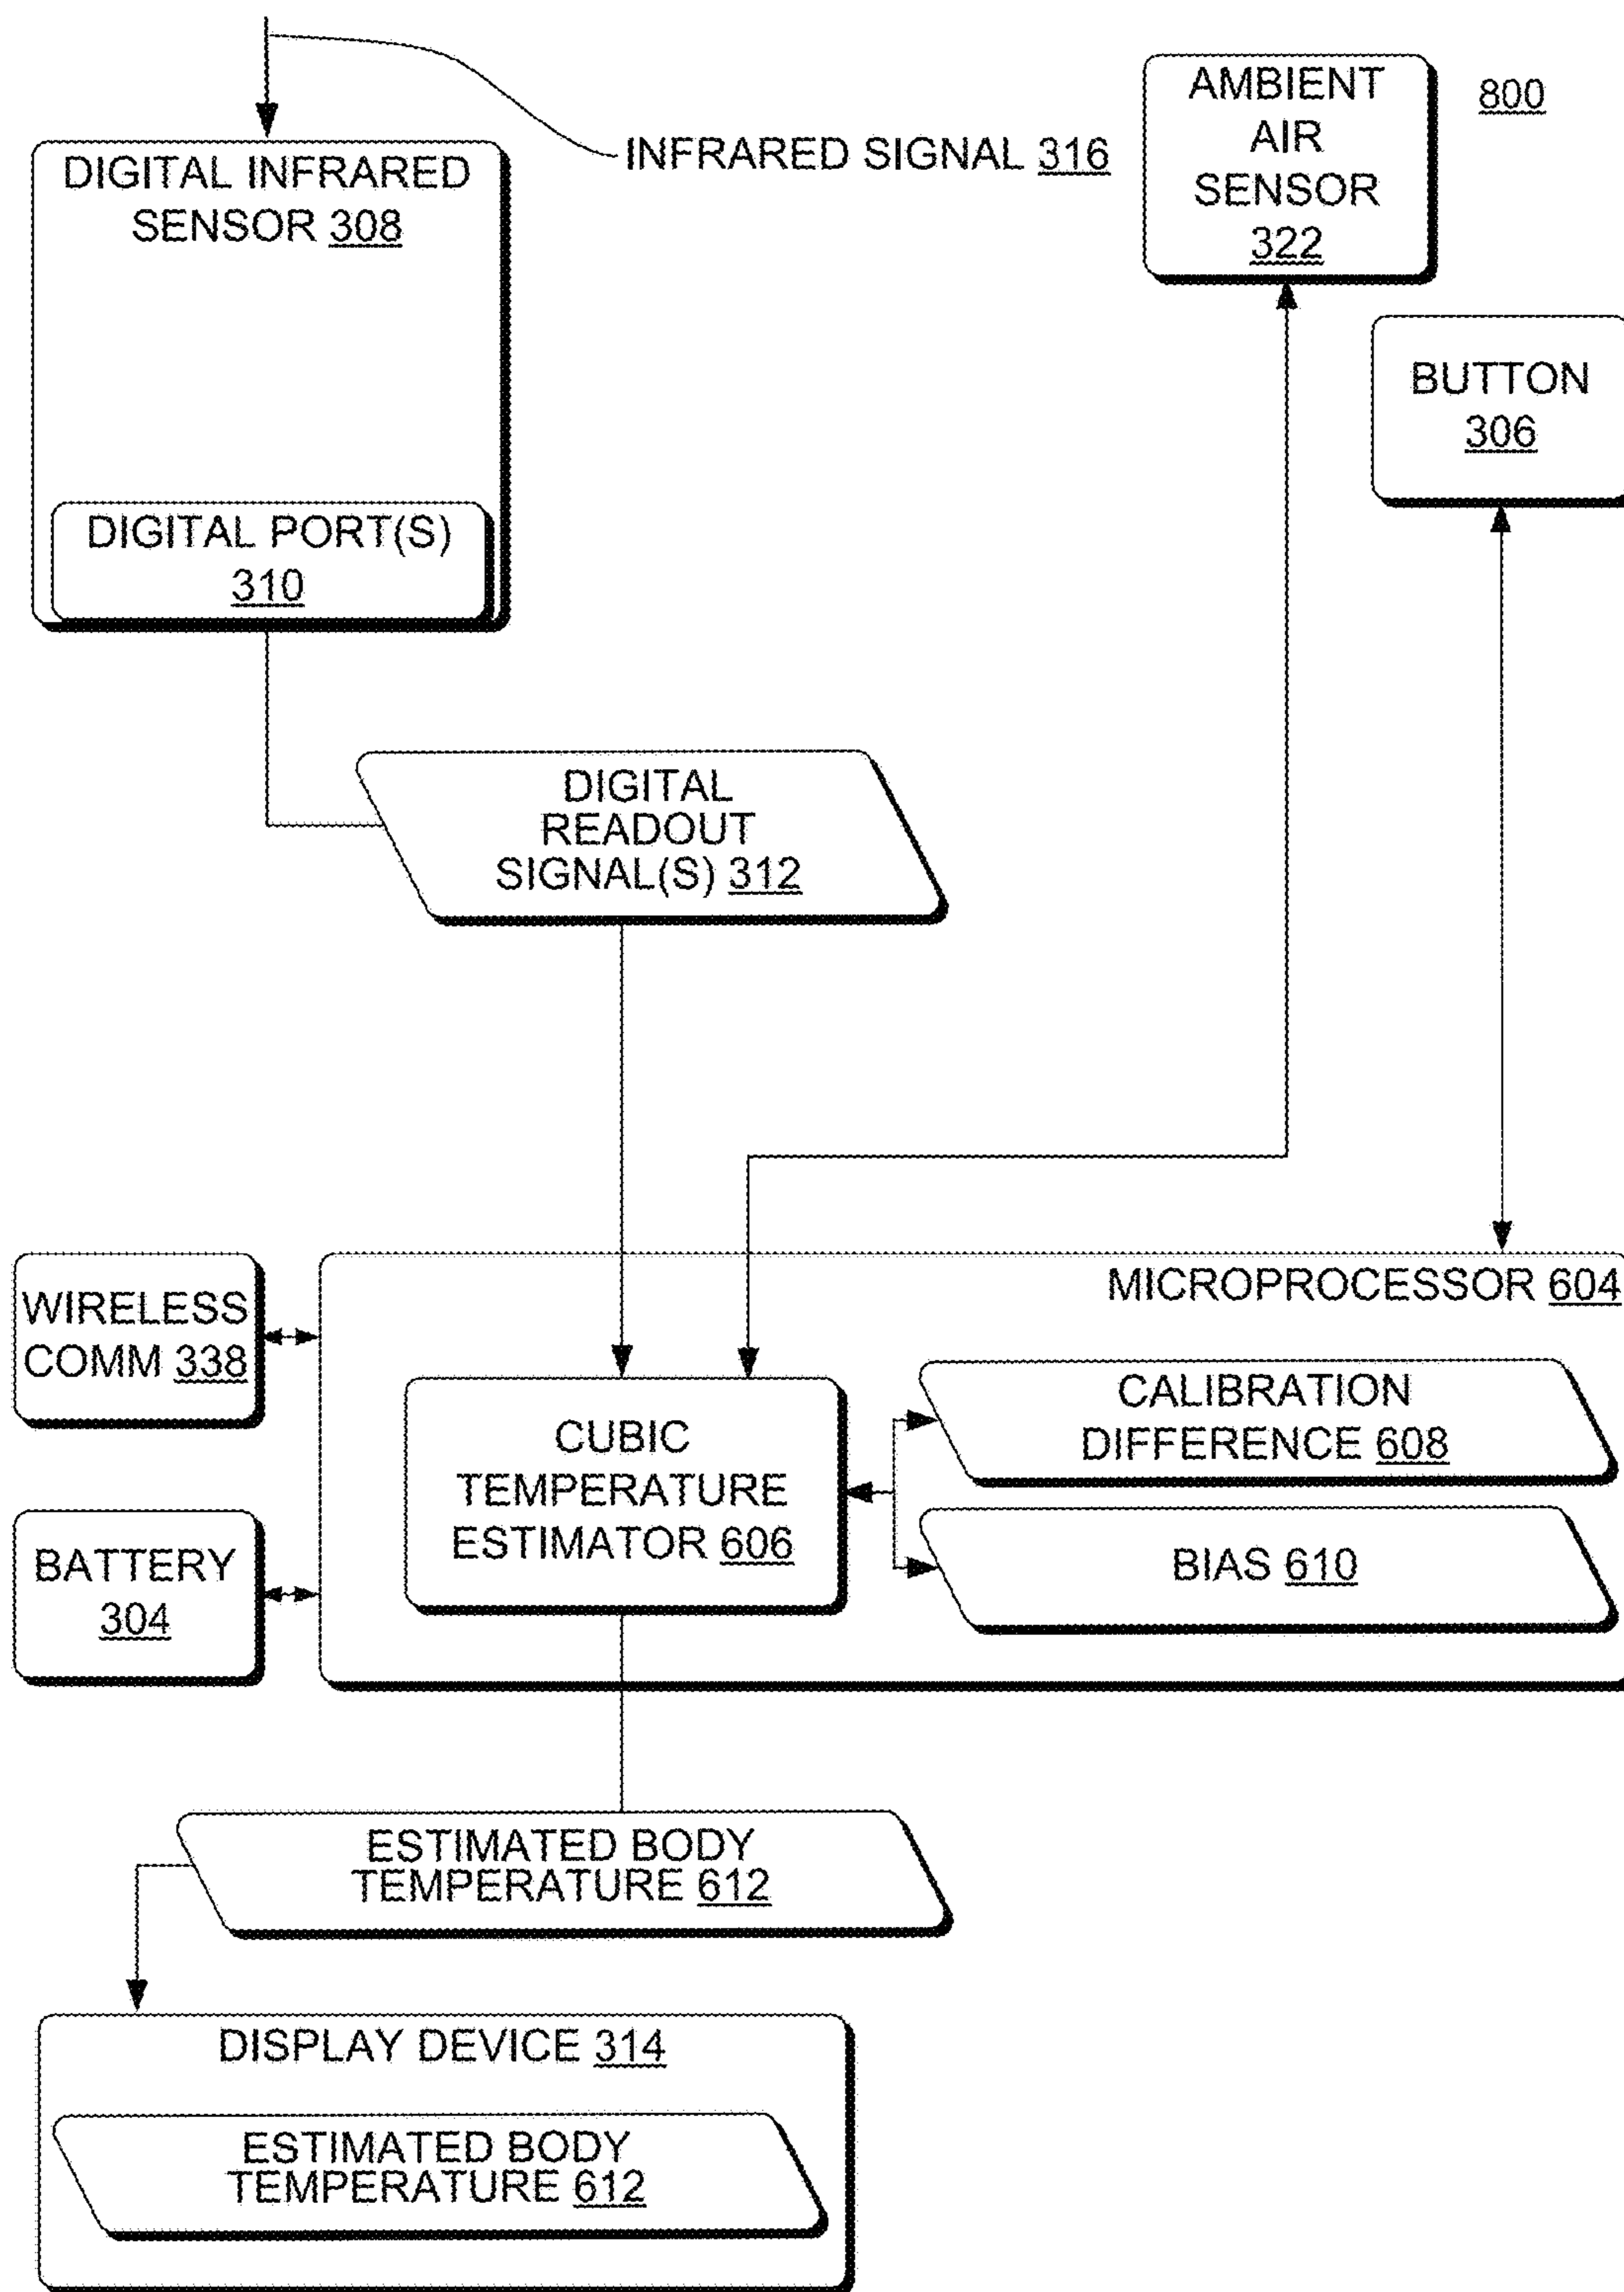 INFRARED SIGNAL 316
AMBIENT
AIR
SENSOR
322
800
DIGITAL INFRARED
SENSOR 308
BUTTON
306
DIGITAL PORT(S)
310
DIGITAL
READOUT
SIGNAL(S) 312
MICROPROCESSOR 604
WIRELESS
COMM 338
CUBIC
TEMPERATURE
ESTIMATOR 606
CALIBRATION
DIFFERENCE 608
BIAS 610
BATTERY
304
ESTIMATED BODY
TEMPERATURE 612
DISPLAY DEVICE 314
ESTIMATED BODY
TEMPERATURE 612